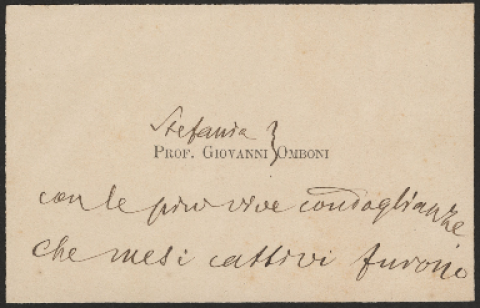 Stefania }
PROF. GIOVANNI OMBONI
con le più vive condoglianze
che mesi cattivi furono